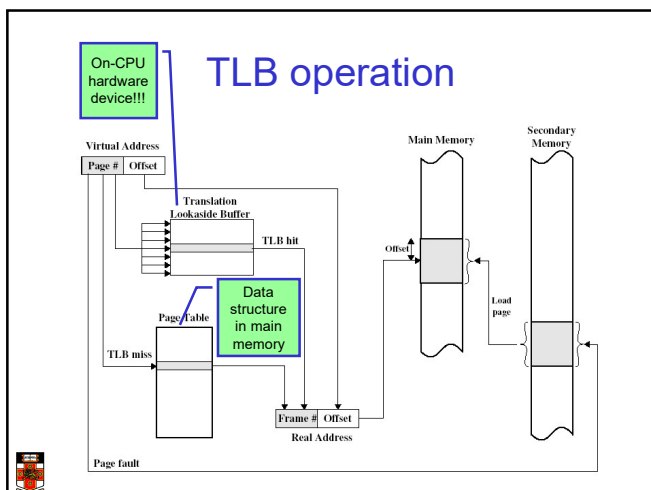 TLB operation
On-CPU
hardware
device!!!
Virtual Address
Page # Offset
Translation
Lookaside Buffer
TLB hit
Main Memory
Secondary
Memory
Offset
Load
page
Data
structure
in main
memory
Page Table
TLB miss
Frame # Offset
Real Address
Page fault